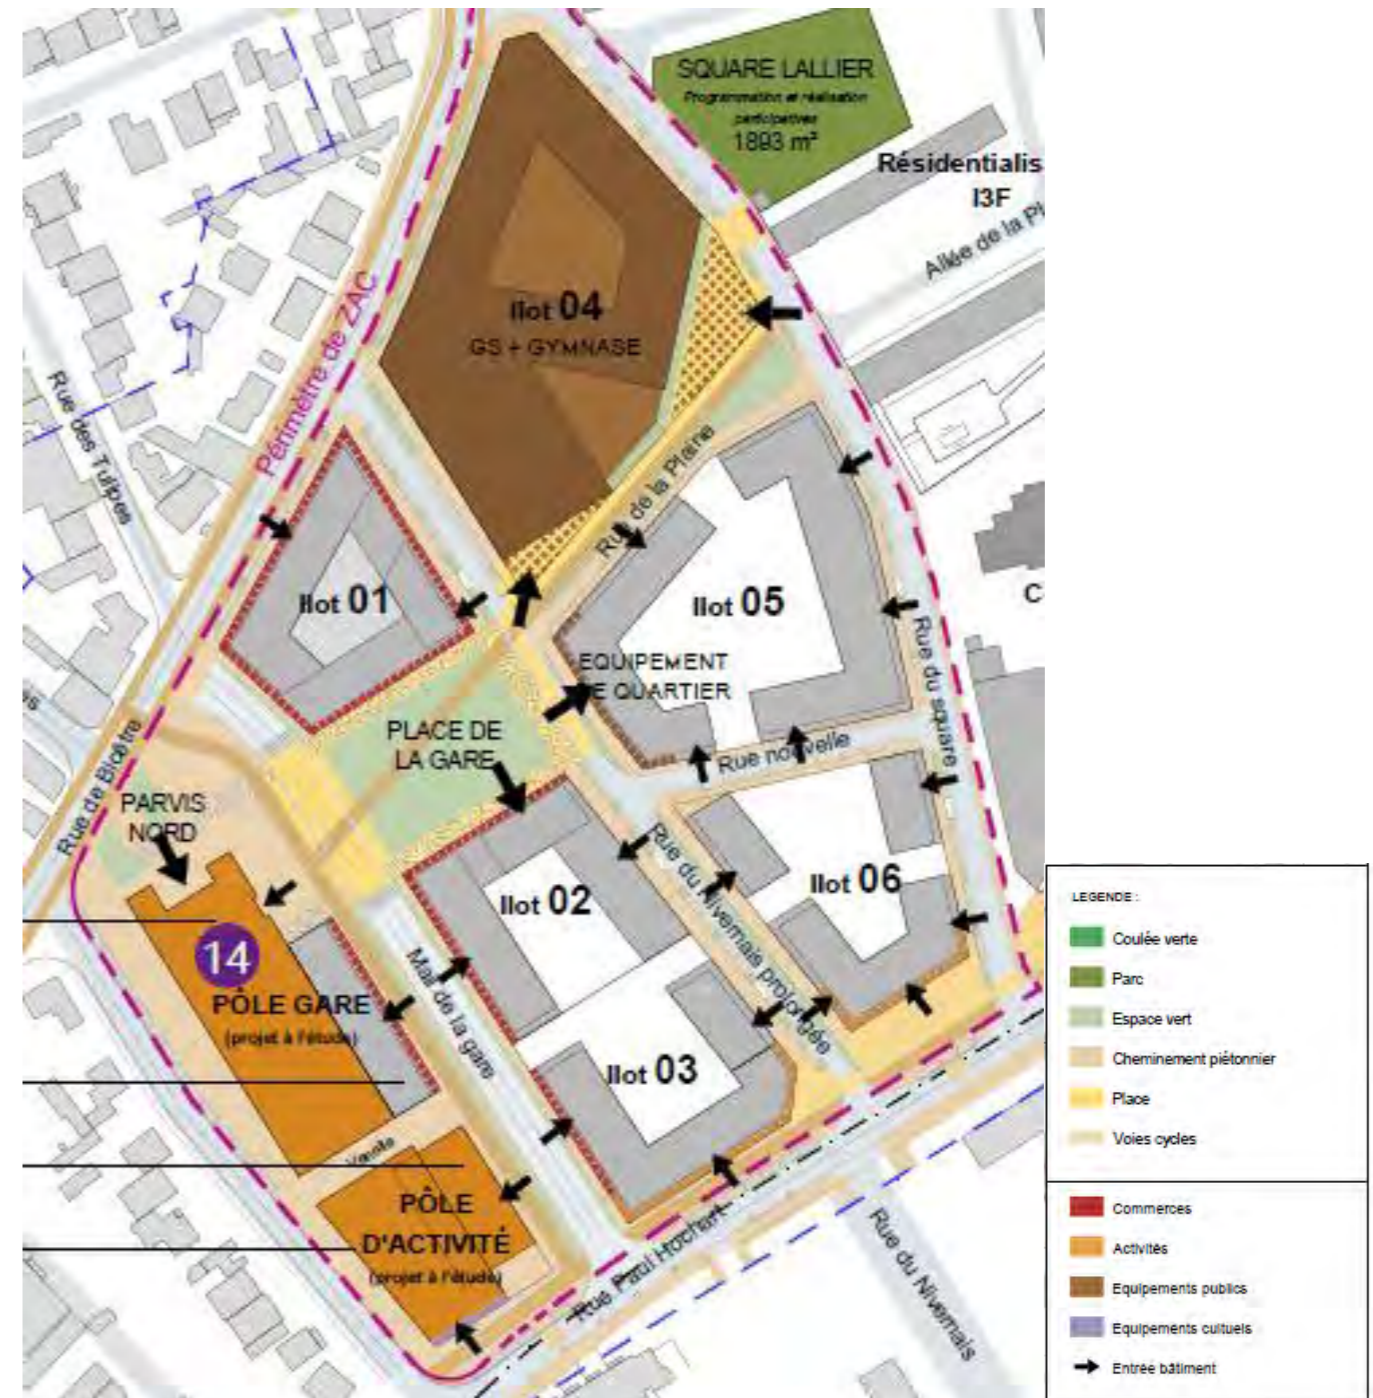 SQUARE LALLIER
Programmation et réalisation
participatives
1893 m²
Résidentialis
I3F
Allée de la Pl
Périmètre de ZAC
Rue des Tulipes
Ilot 04
GS + GYMNASE
Rue de la Plaine
Ilot 01
Ilot 05
C
EQUIPEMENT
DE QUARTIER
Rue du square
PLACE DE
LA GARE
Rue nouvelle
Rue de Bicêtre
PARVIS
NORD
Rue du Nivernais prolongée
Ilot 06
Ilot 02
14
PÔLE GARE
(projet à l'étude)
Mail de la gare
Ilot 03
PÔLE
D'ACTIVITÉ
(projet à l'étude)
Rue Paul Hochart
Rue du Nivernais
LEGENDE :
Coulée verte
Parc
Espace vert
Cheminement piétonnier
Place
Voies cycles
Commerces
Activités
Equipements publics
Equipements cultuels
Entrée bâtiment